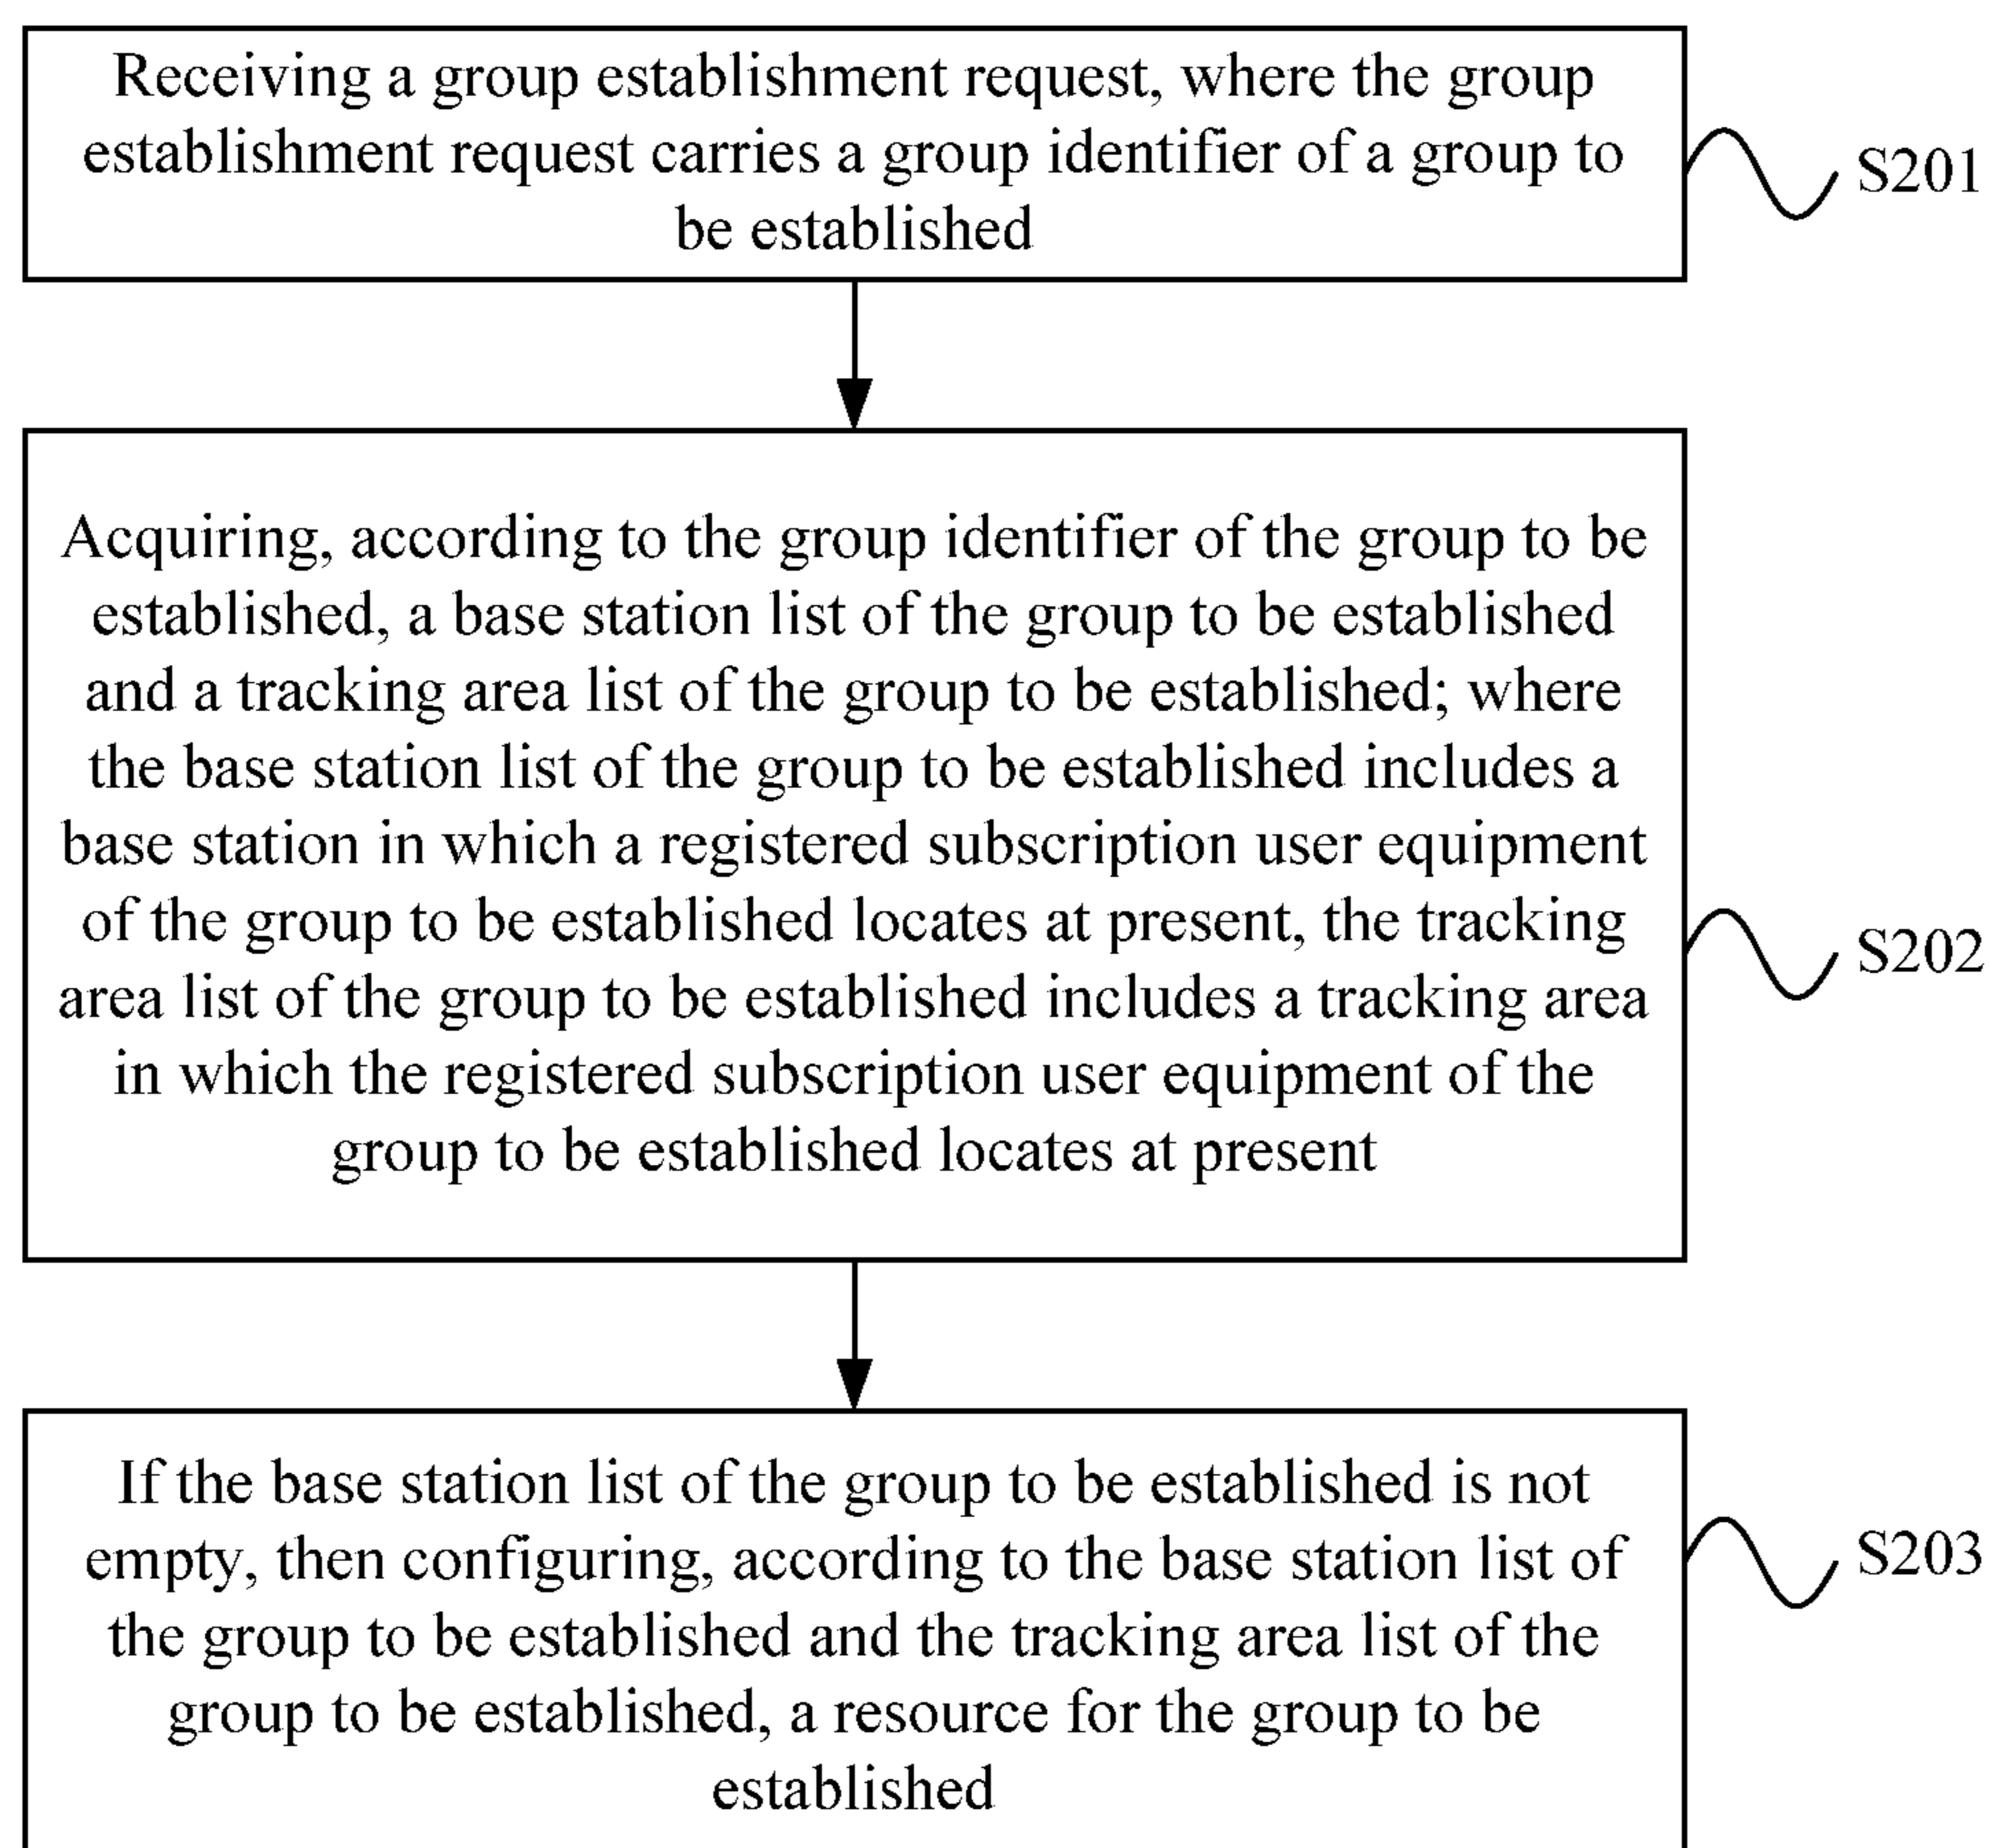 Receiving a group establishment request, where the group
establishment request carries a group identifier of a group to
be established
S201
Acquiring, according to the group identifier of the group to be
established, a base station list of the group to be established
and a tracking area list of the group to be established; where
the base station list of the group to be established includes a
base station in which a registered subscription user equipment
of the group to be established locates at present, the tracking
area list of the group to be established includes a tracking area
in which the registered subscription user equipment of the
group to be established locates at present
S202
If the base station list of the group to be established is not
empty, then configuring, according to the base station list of
the group to be established and the tracking area list of the
group to be established, a resource for the group to be
established
S203